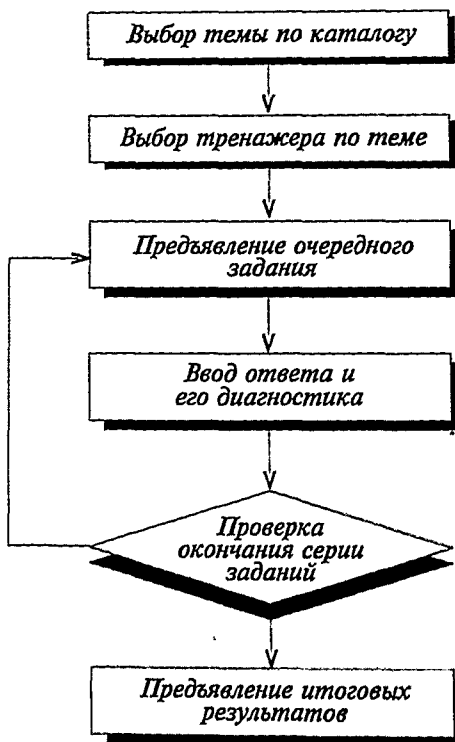 Выбор темы по каталогу
Выбор тренажера по теме
Предъявление очередного
задания
Ввод ответа и
его диагностика
Проверка
окончания серии
заданий
Предъявление итоговых
результатов